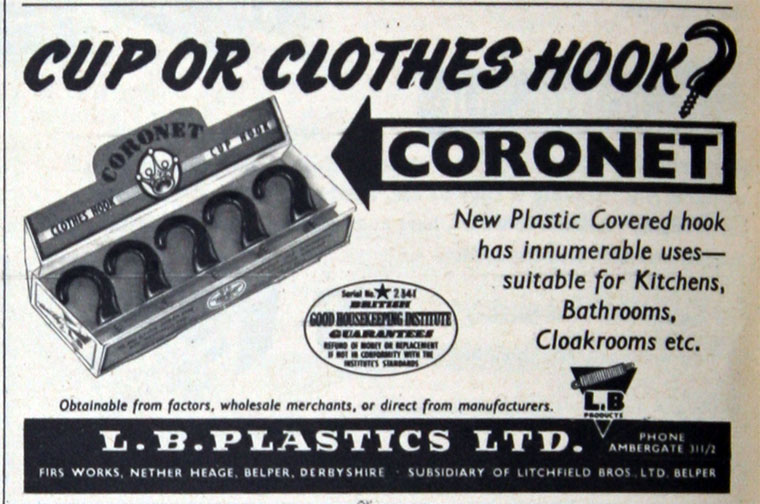 CUP OR CLOTHES HOOK?
CORONET
CUP HOOK
CLOTHES HOOK
CORONET
New Plastic Covered hook
has innumerable uses—
suitable for Kitchens,
Bathrooms,
Cloakrooms etc.
Serial No. ★ 2341
BRITISH
GOOD HOUSEKEEPING INSTITUTE
GUARANTEES
REFUND OF MONEY OR REPLACEMENT
IF NOT IN CONFORMITY WITH THE
INSTITUTE'S STANDARDS
Obtainable from factors, wholesale merchants, or direct from manufacturers.
L.B
PRODUCTS
L.B.PLASTICS LTD.
PHONE
AMBERGATE 311/2
FIRS WORKS, NETHER HEAGE, BELPER, DERBYSHIRE · SUBSIDIARY OF LITCHFIELD BROS. LTD. BELPER